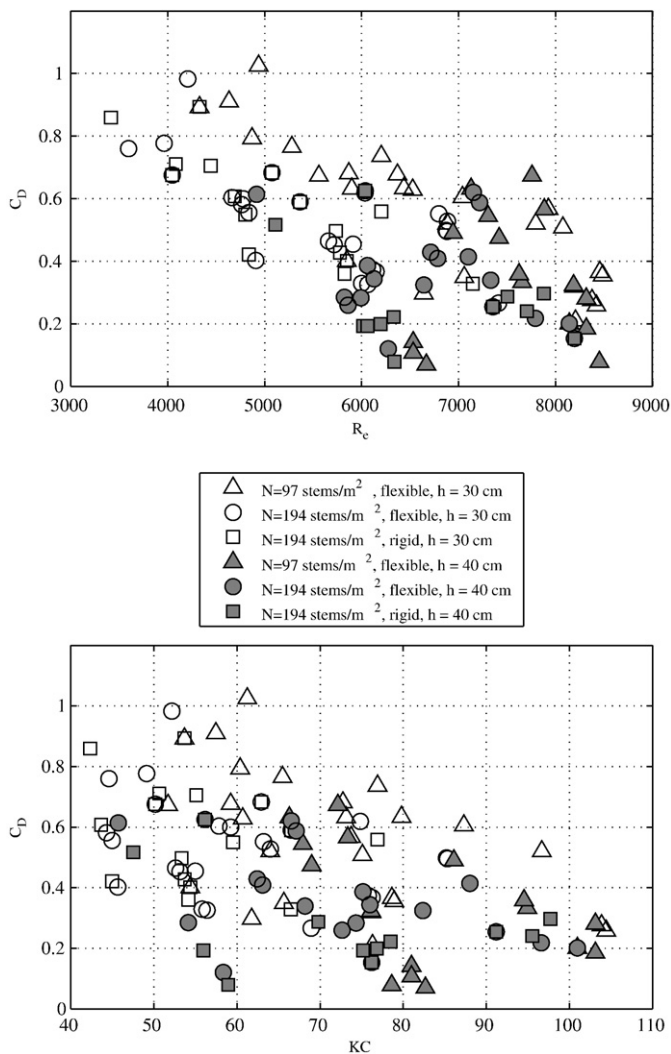 1
0.8
0.6
0.4
0.2
0
C_D
3000 4000 5000 6000 7000 8000 9000
R_e
N=97 stems/m², flexible, h = 30 cm
N=194 stems/m², flexible, h = 30 cm
N=194 stems/m², rigid, h = 30 cm
N=97 stems/m², flexible, h = 40 cm
N=194 stems/m², flexible, h = 40 cm
N=194 stems/m², rigid, h = 40 cm
1
0.8
0.6
0.4
0.2
0
C_D
40 50 60 70 80 90 100 110
KC